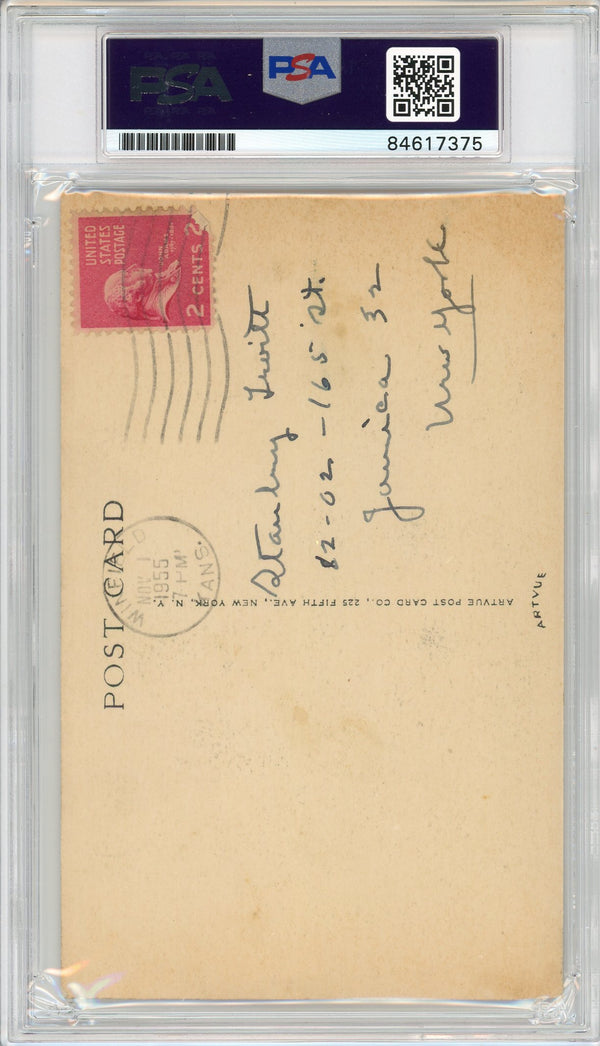 PSA
PSA
84617375
UNITED
STATES
POSTAGE
2 CENTS 2
POST CARD
WINFIELD
NOV 1
1955
7 PM
KANS.
Stanley
82-02-165 St.
Jamaica 32
New York
ARTVUE POST CARD CO., 225 FIFTH AVE., NEW YORK, N. Y.
ARTVUE